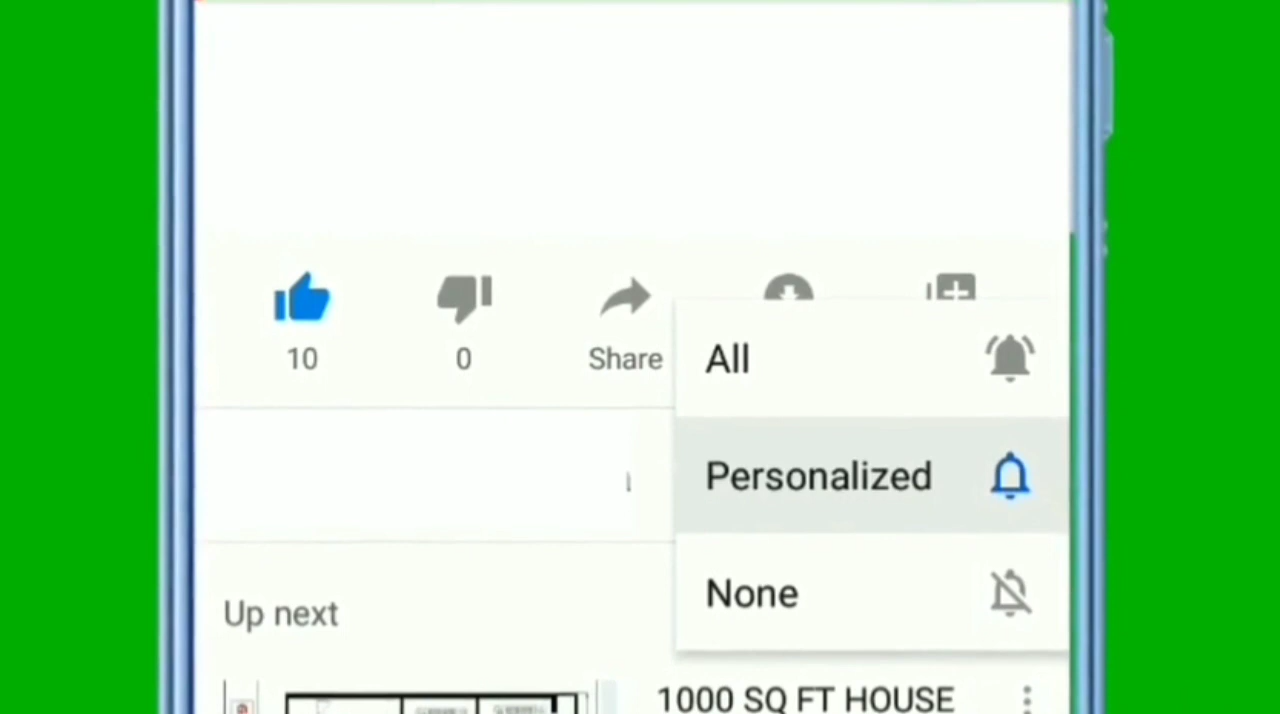 10
0
Share
All
Personalized
None
Up next
1000 SQ FT HOUSE